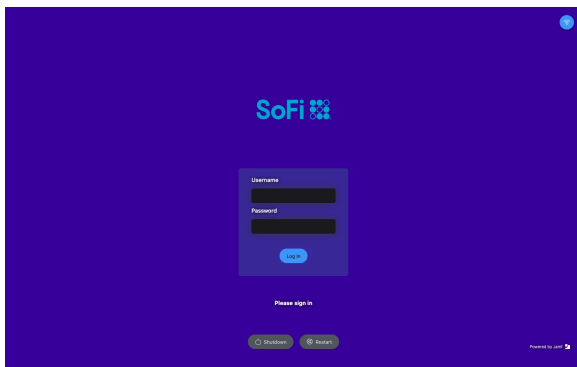 SoFi
Username
Password
Log In
Please sign in
Shutdown
Restart
Powered by Jamf